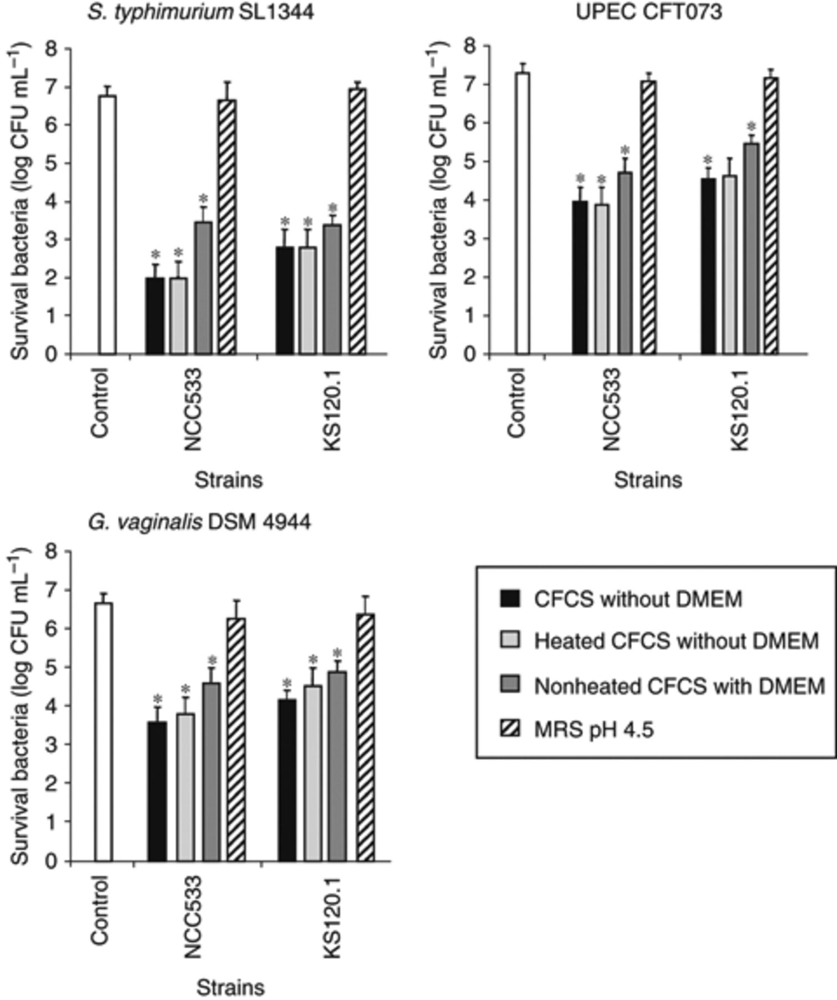 S. typhimurium SL1344
Survival bacteria (log CFU mL⁻¹)
8
7
6
5
4
3
2
1
0
*
*
*
*
*
*
Control
NCC533
KS120.1
Strains
UPEC CFT073
Survival bacteria (log CFU mL⁻¹)
8
7
6
5
4
3
2
1
0
*
*
*
*
*
Control
NCC533
KS120.1
Strains
G. vaginalis DSM 4944
Survival bacteria (log CFU mL⁻¹)
8
7
6
5
4
3
2
1
0
*
*
*
*
*
*
Control
NCC533
KS120.1
Strains
CFCS without DMEM
Heated CFCS without DMEM
Nonheated CFCS with DMEM
MRS pH 4.5